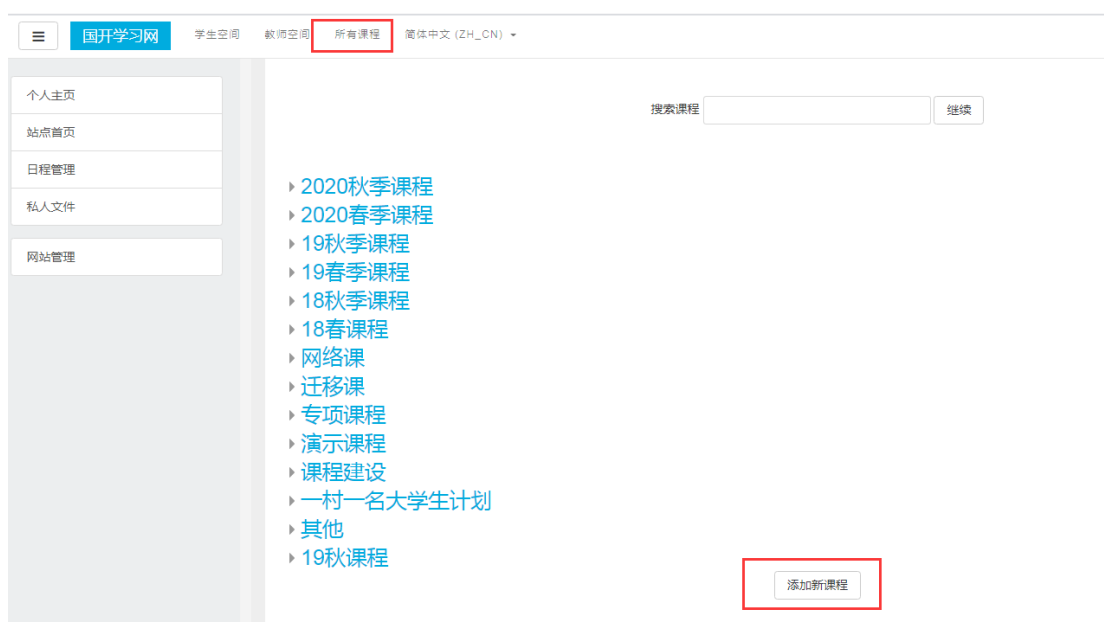 国开学习网 学生空间 教师空间 所有课程 简体中文 (ZH_CN)
个人主页
站点首页
日程管理
私人文件
网站管理
搜索课程 继续
2020秋季课程
2020春季课程
19秋季课程
19春季课程
18秋季课程
18春课程
网络课
迁移课
专项课程
演示课程
课程建设
一村一名大学生计划
其他
19秋课程
添加新课程